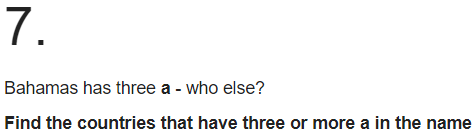 7.
Bahamas has three a - who else?
Find the countries that have three or more a in the name